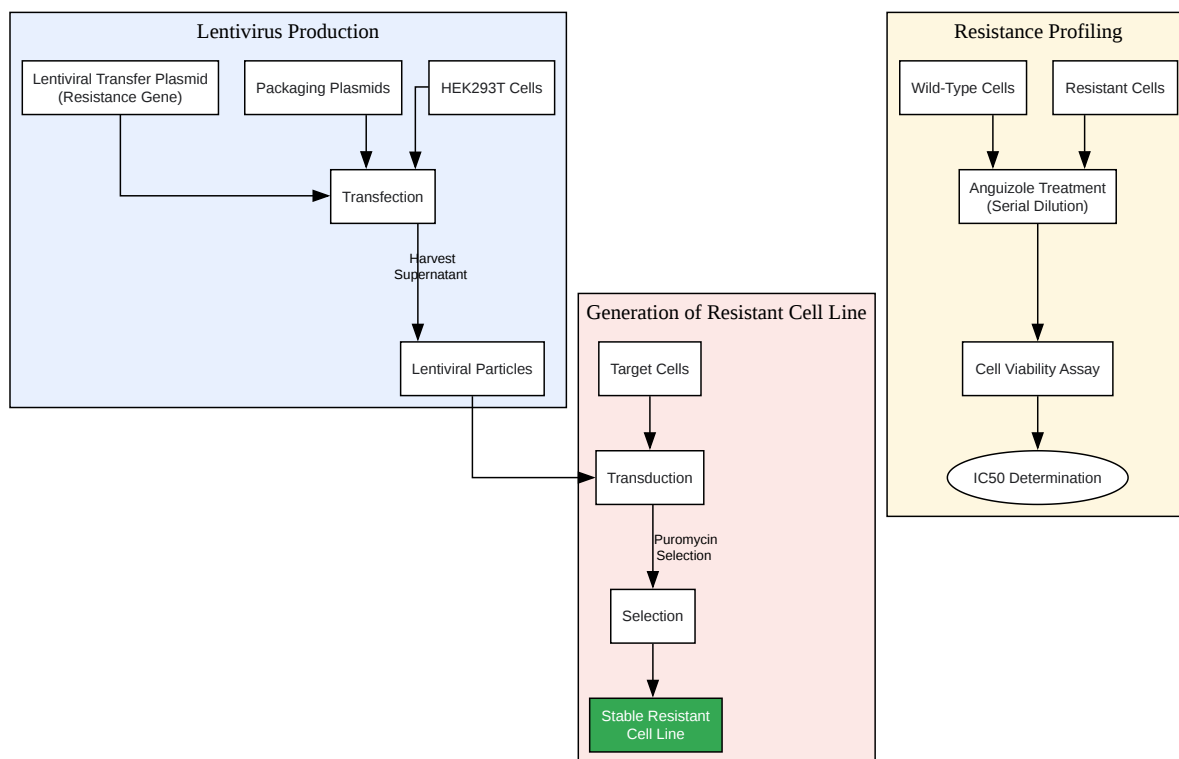 Lentivirus Production
Lentiviral Transfer Plasmid
(Resistance Gene)
Packaging Plasmids
HEK293T Cells
Transfection
Harvest
Supernatant
Lentiviral Particles
Generation of Resistant Cell Line
Target Cells
Transduction
Puromycin
Selection
Selection
Stable Resistant
Cell Line
Resistance Profiling
Wild-Type Cells
Resistant Cells
Anguizole Treatment
(Serial Dilution)
Cell Viability Assay
IC50 Determination